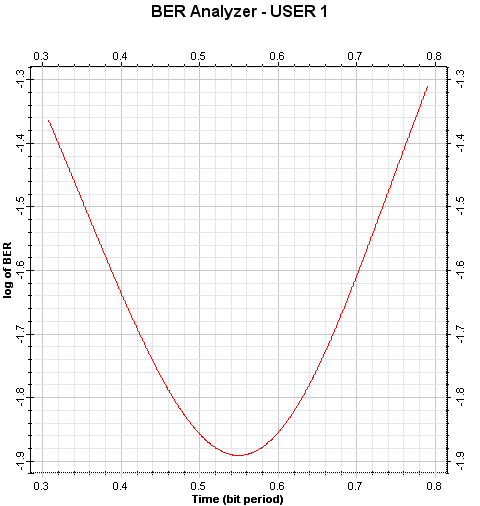 BER Analyzer - USER 1
0.3 0.4 0.5 0.6 0.7 0.8
-1.3 -1.3
-1.4 -1.4
-1.5 -1.5
-1.6 -1.6
-1.7 -1.7
-1.8 -1.8
-1.9 -1.9
log of BER
0.3 0.4 0.5 0.6 0.7 0.8
Time (bit period)